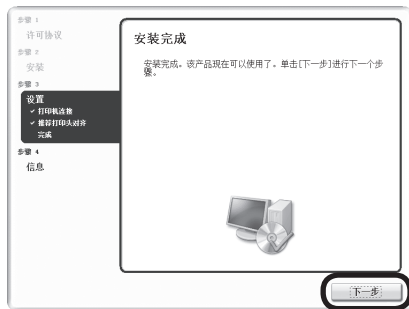 步骤 1
许可协议
步骤 2
安装
步骤 3
设置
✓ 打印机连接
✓ 推荐打印头对齐
完成
步骤 4
信息
安装完成
安装完成。该产品现在可以使用了。单击[下一步]进行下一个步
骤。
下一步